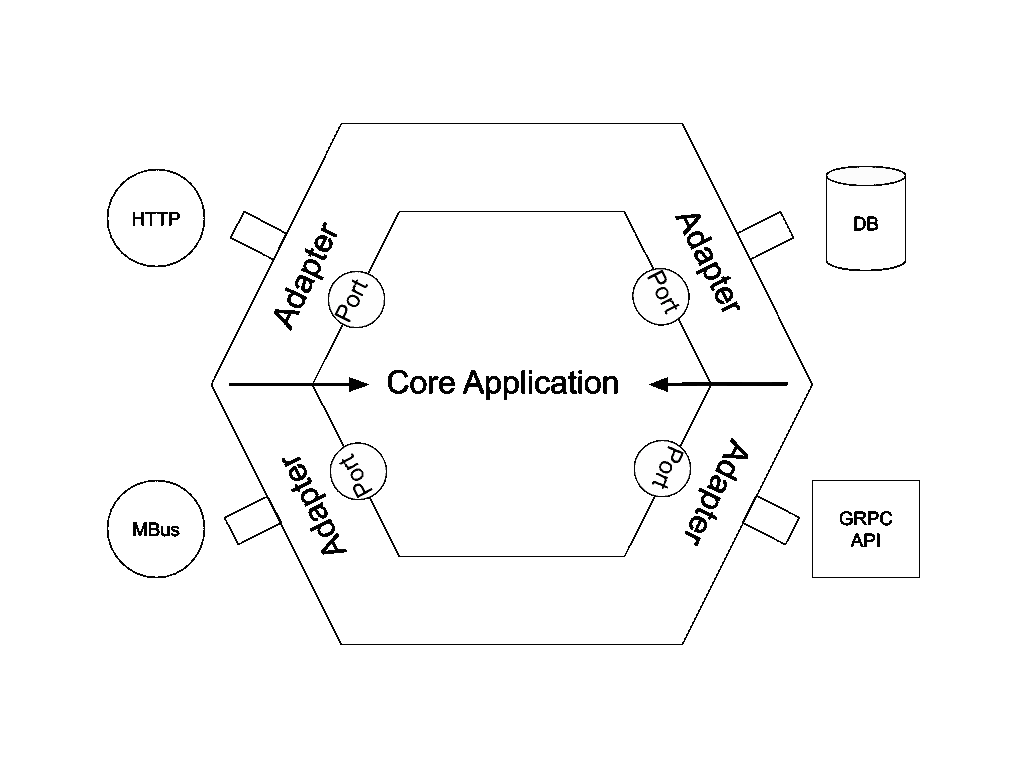 HTTP
Adapter
Port
Adapter
Port
DB
Core Application
Adapter
Port
MBus
Adapter
Port
GRPC
API